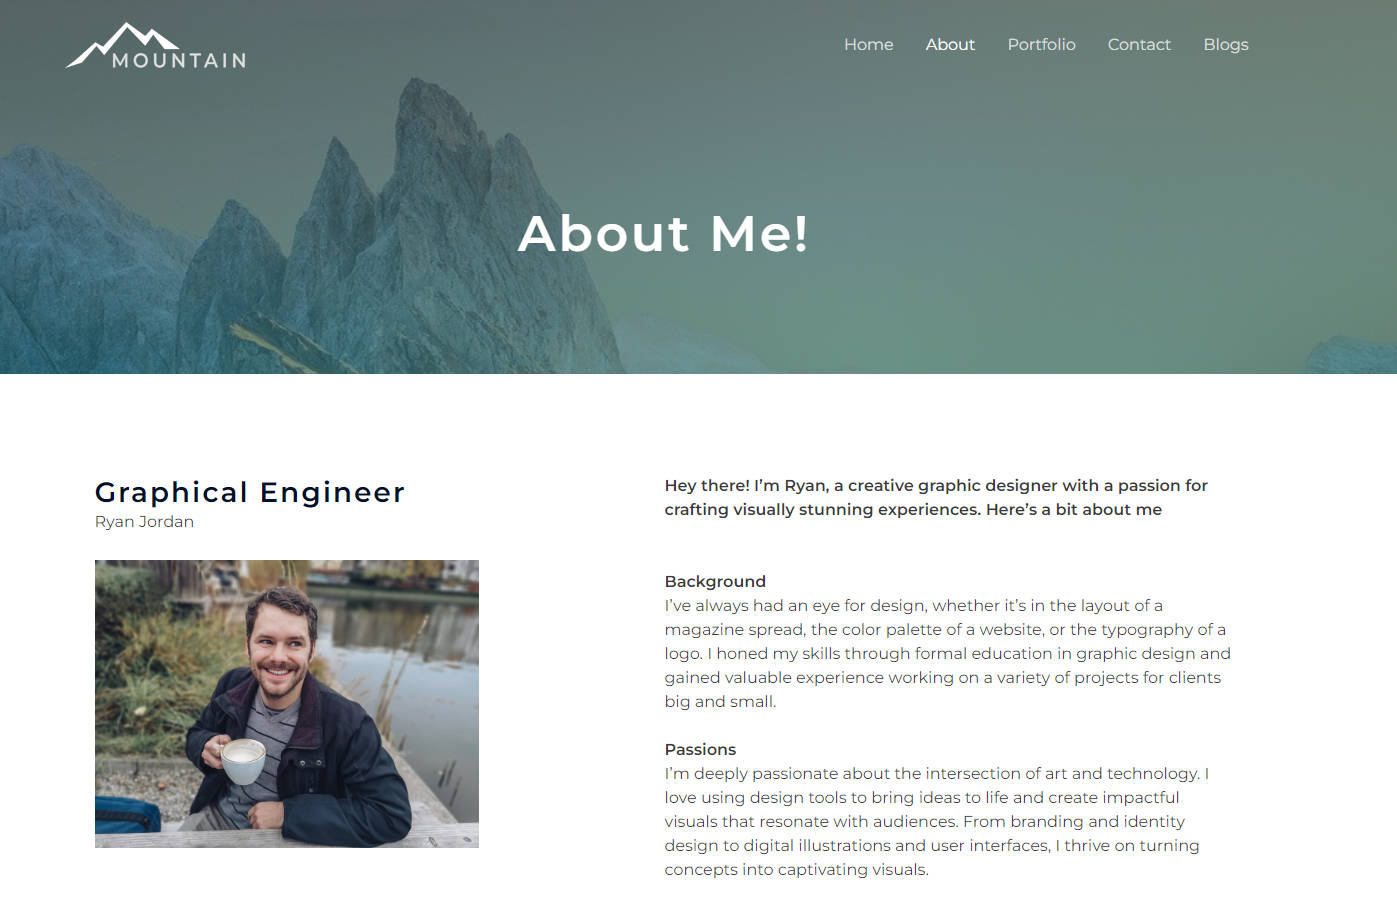 MOUNTAIN
Home About Portfolio Contact Blogs
About Me!
Graphical Engineer
Ryan Jordan
Hey there! I’m Ryan, a creative graphic designer with a passion for
crafting visually stunning experiences. Here’s a bit about me
Background
I’ve always had an eye for design, whether it’s in the layout of a
magazine spread, the color palette of a website, or the typography of a
logo. I honed my skills through formal education in graphic design and
gained valuable experience working on a variety of projects for clients
big and small.
Passions
I’m deeply passionate about the intersection of art and technology. I
love using design tools to bring ideas to life and create impactful
visuals that resonate with audiences. From branding and identity
design to digital illustrations and user interfaces, I thrive on turning
concepts into captivating visuals.